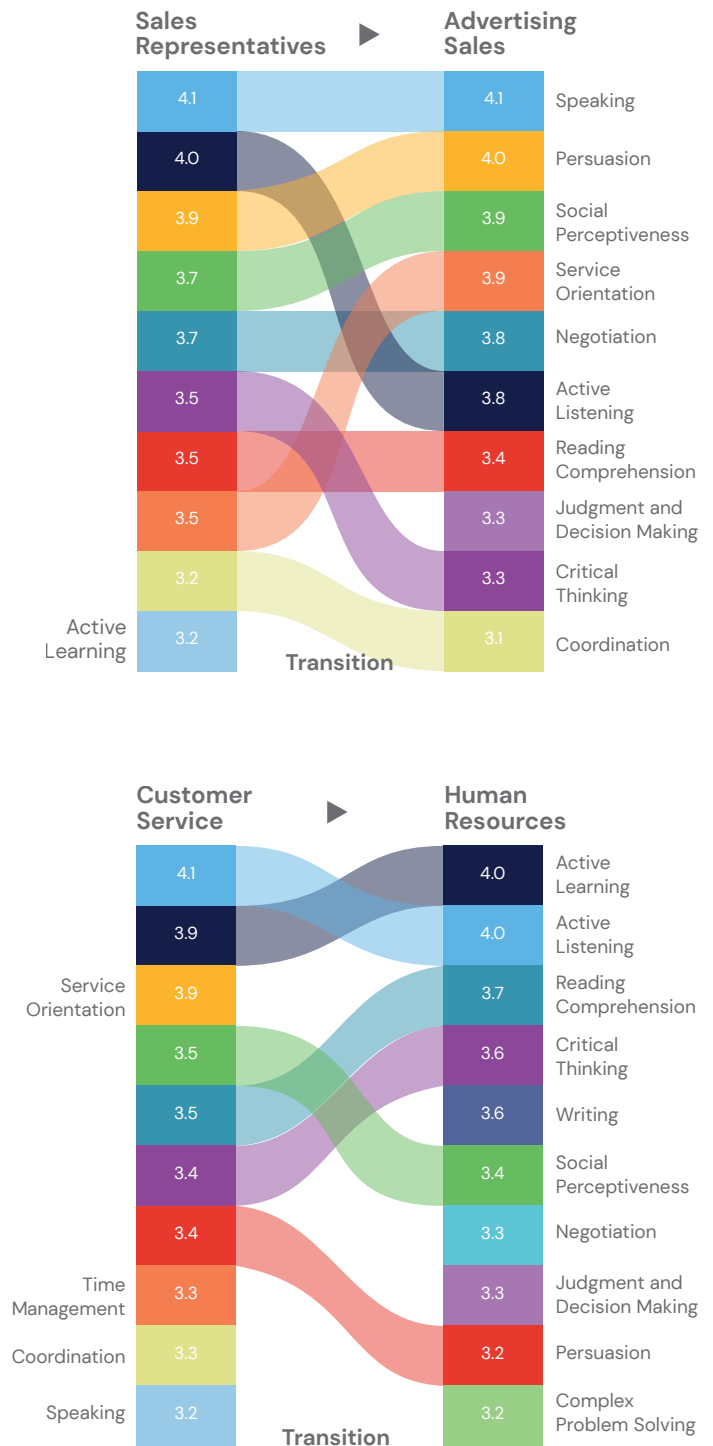 Sales
Representatives
Advertising
Sales
4.1
4.1
Speaking
4.0
4.0
Persuasion
3.9
3.9
Social
Perceptiveness
3.7
3.9
Service
Orientation
3.7
3.8
Negotiation
3.5
3.8
Active
Listening
3.5
3.4
Reading
Comprehension
3.5
3.3
Judgment and
Decision Making
3.2
3.3
Critical
Thinking
Active
Learning
3.2
3.1
Coordination
Transition
Customer
Service
Human
Resources
4.1
4.0
Active
Learning
3.9
4.0
Active
Listening
Service
Orientation
3.9
3.7
Reading
Comprehension
3.5
3.6
Critical
Thinking
3.5
3.6
Writing
3.4
3.4
Social
Perceptiveness
3.4
3.3
Negotiation
Time
Management
3.3
3.3
Judgment and
Decision Making
Coordination
3.3
3.2
Persuasion
Speaking
3.2
3.2
Complex
Problem Solving
Transition